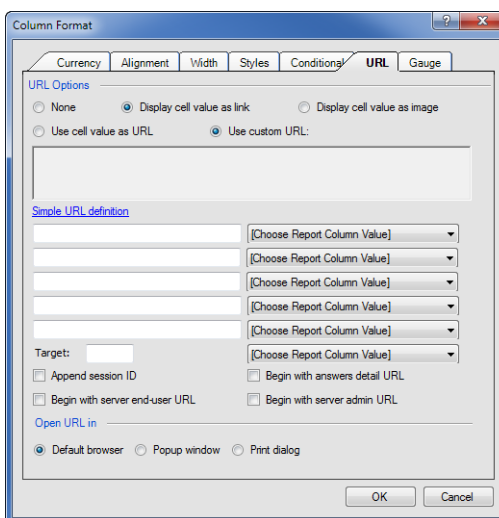 Column Format
Currency Alignment Width Styles Conditional URL Gauge
URL Options
None Display cell value as link Display cell value as image
Use cell value as URL Use custom URL:
Simple URL definition
[Choose Report Column Value]
[Choose Report Column Value]
[Choose Report Column Value]
[Choose Report Column Value]
[Choose Report Column Value]
Target: [Choose Report Column Value]
Append session ID Begin with answers detail URL
Begin with server end-user URL Begin with server admin URL
Open URL in
Default browser Popup window Print dialog
OK Cancel